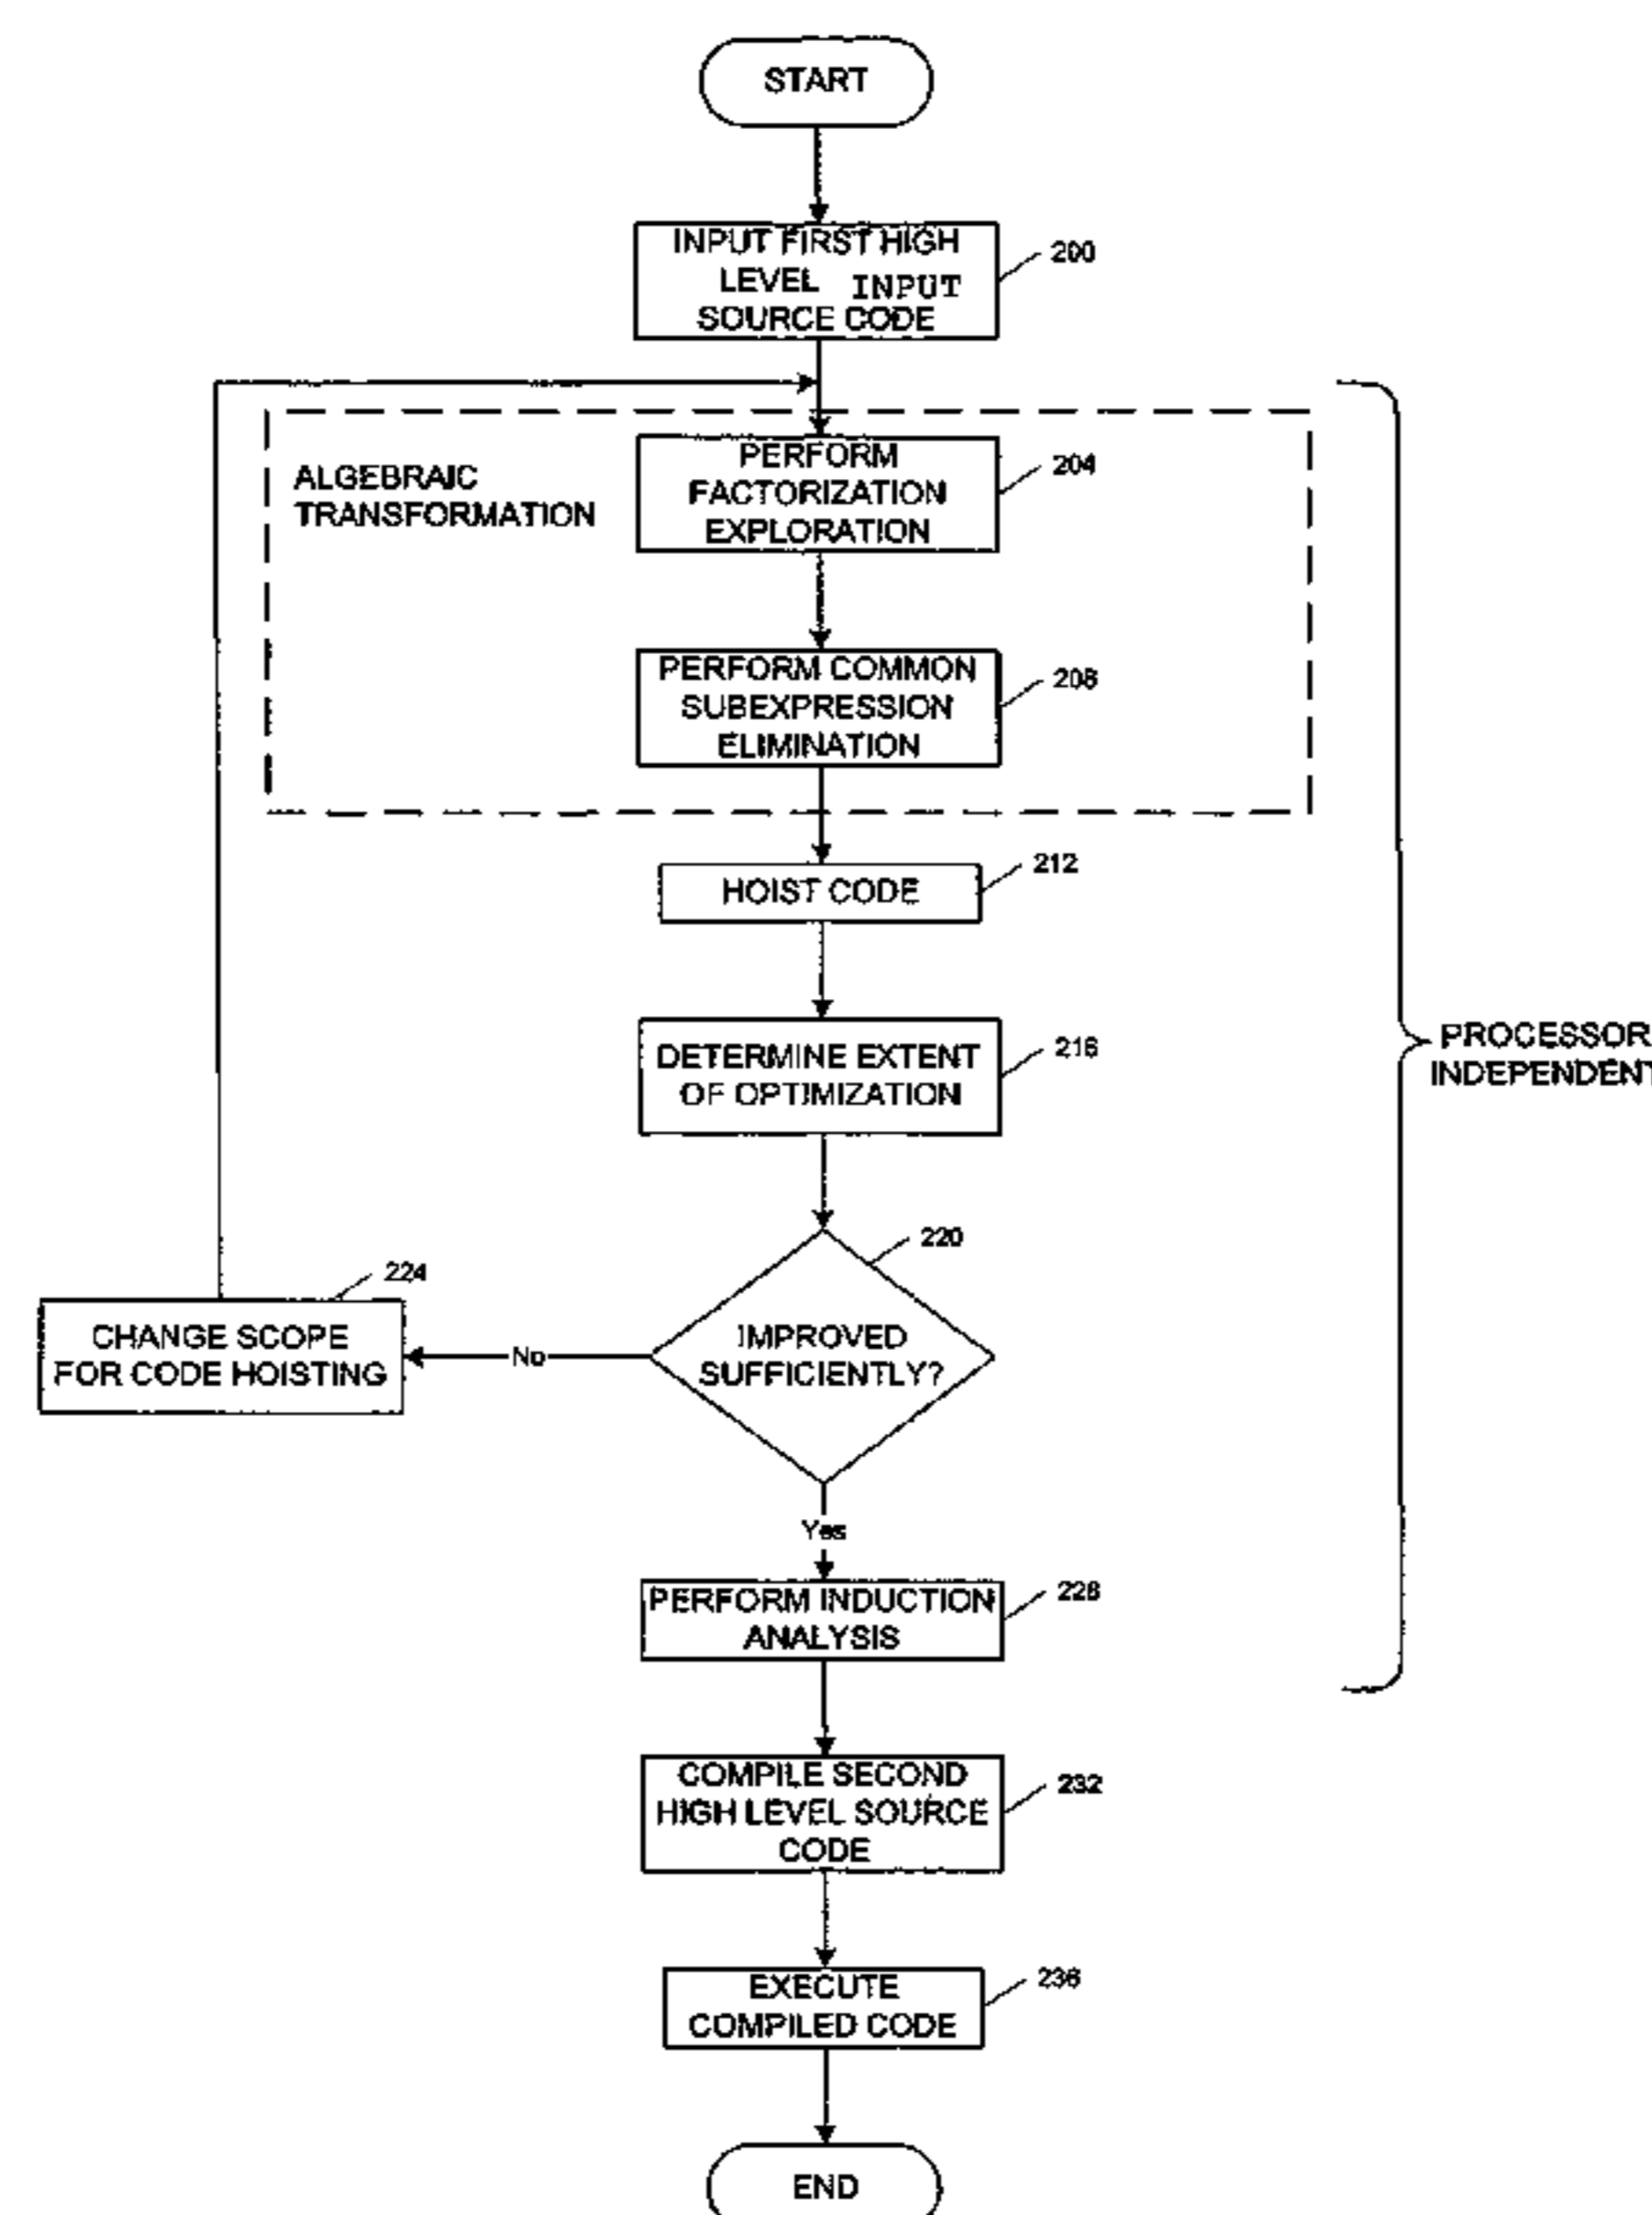 START
INPUT FIRST HIGH
LEVEL INPUT
SOURCE CODE
200
ALGEBRAIC
TRANSFORMATION
PERFORM
FACTORIZATION
EXPLORATION
204
PERFORM COMMON
SUBEXPRESSION
ELIMINATION
208
HOIST CODE
212
DETERMINE EXTENT
OF OPTIMIZATION
216
PROCESSOR
INDEPENDENT
220
IMPROVED
SUFFICIENTLY?
No
224
CHANGE SCOPE
FOR CODE HOISTING
Yes
PERFORM INDUCTION
ANALYSIS
228
COMPILE SECOND
HIGH LEVEL SOURCE
CODE
232
EXECUTE
COMPILED CODE
236
END